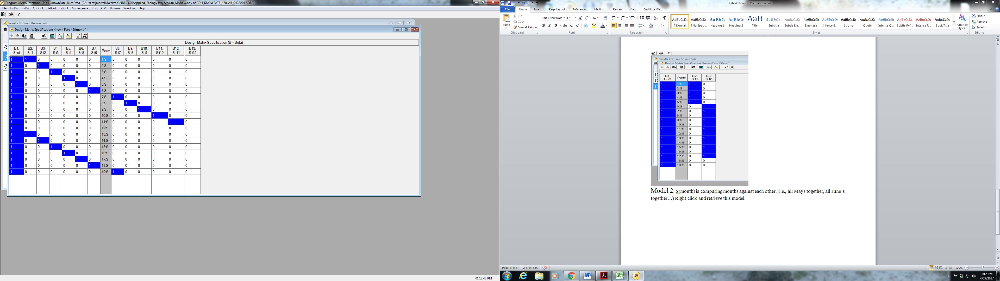 Program MARK Interface - PDH_KnownFate_BurnData (C:\Users\jmerrell\Desktop\NRES 670\Applied_Ecology Project\Lab_MARK\Copy of PDH_KNOWFATE_470LAB_04282017.DBF)
File UnDo ReDo AddCol DelCol FillCol Appearance Run PIM Browse Window Help
Results Browser: Known Fate
Design Matrix Specification: Known Fate {S((month)}
Design Matrix Specification (B = Beta)
B1: B2: B3: B4: B5: B6: B7: Parm B8: B9: B10: B11: B12: B13:
S Int S t1 S t2 S t3 S t4 S t5 S t6 S t7 S t8 S t9 S t10 S t11 S t12
1 1 0 0 0 0 0 1:S 0 0 0 0 0 0
1 0 1 0 0 0 0 2:S 0 0 0 0 0 0
1 0 0 1 0 0 0 3:S 0 0 0 0 0 0
1 0 0 0 1 0 0 4:S 0 0 0 0 0 0
1 0 0 0 0 1 0 5:S 0 0 0 0 0 0
1 0 0 0 0 0 1 6:S 0 0 0 0 0 0
1 0 0 0 0 0 0 7:S 1 0 0 0 0 0
1 0 0 0 0 0 0 8:S 0 1 0 0 0 0
1 0 0 0 0 0 0 9:S 0 0 1 0 0 0
1 0 0 0 0 0 0 10:S 0 0 0 1 0 0
1 0 0 0 0 0 0 11:S 0 0 0 0 1 0
1 0 0 0 0 0 0 12:S 0 0 0 0 0 0
1 1 0 0 0 0 0 13:S 0 0 0 0 0 0
1 0 1 0 0 0 0 14:S 0 0 0 0 0 0
1 0 0 1 0 0 0 15:S 0 0 0 0 0 0
1 0 0 0 1 0 0 16:S 0 0 0 0 0 0
1 0 0 0 0 1 0 17:S 0 0 0 0 0 0
1 0 0 0 0 0 1 18:S 0 0 0 0 0 0
1 0 0 0 0 0 0 19:S 1 0 0 0 0 0
01:12:48 PM
Lab Writeup - Microsoft Word
File Home Insert Page Layout References Mailings Review View EndNote Web
Paste
Cut
Copy
Format Painter
Clipboard
Times New Rom 12
Font
Paragraph
AaBbCcDc AaBbCcDc AaBbC AaBbCc AaB AaBbCc. AaBbCcDc AaBbCcDc AaBbCcDc AaBbCcDc AaBbCcDc AaBbCcDc AaBbCcDc AaBbCcDc
¶ Normal ¶ No Spaci... Heading 1 Heading 2 Title Subtitle Subtle Em... Emphasis Intense E... Strong Quote Intense Q... Subtle Ref... Intense R... Book Title
Styles
Change Styles
Find
Replace
Select
Editing
Results Browser: Known Fate
Design Matrix Specification: Known Fate {S(year)}
B1: Parm B2: B3:
S Int S t1 S t2
1 1:S 1 0
1 2:S 1 0
1 3:S 1 0
1 4:S 1 0
1 5:S 1 0
1 6:S 0 1
1 7:S 0 1
1 8:S 0 1
1 9:S 0 1
1 10:S 0 1
1 11:S 0 1
1 12:S 0 1
1 13:S 0 1
1 14:S 0 1
1 15:S 0 1
1 16:S 0 1
1 17:S 0 1
1 18:S 0 0
1 19:S 0 0
Model 2: S(month) is comparing months against each other. (i.e., all Mays together, all June's
together…) Right click and retrieve this model.
Page: 3 of 3 Words: 345
120%
1:12 PM
4/27/2017